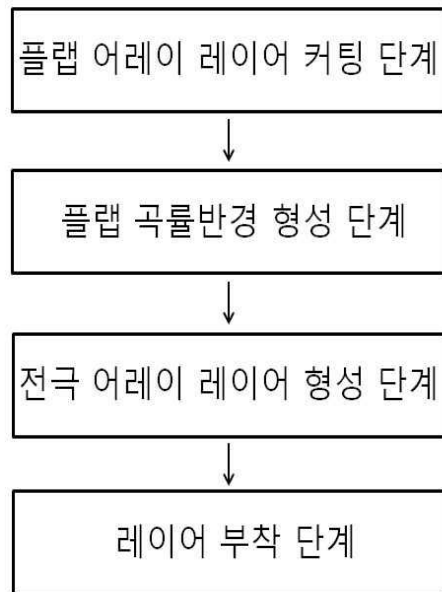 플랩 어레이 레이어 커팅 단계
플랩 곡률반경 형성 단계
전극 어레이 레이어 형성 단계
레이어 부착 단계